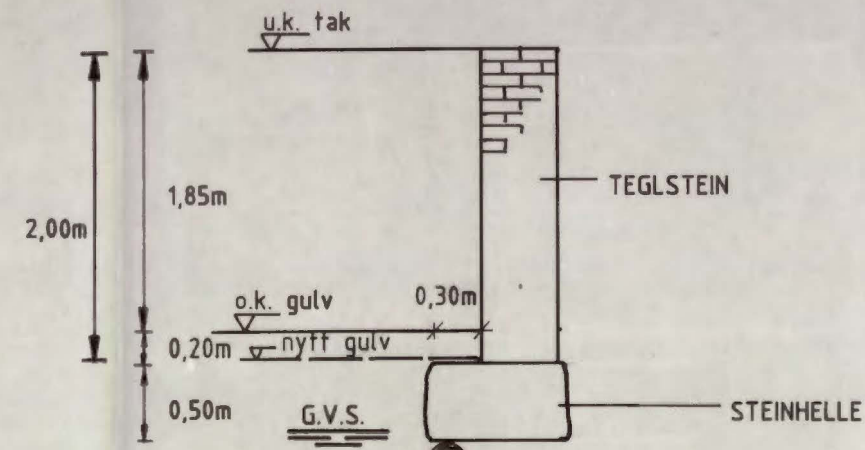 u.k. tak
1,85m
TEGLSTEIN
2,00m
o.k. gulv
0,30m
0,20m
nytt gulv
0,50m
G.V.S.
STEINHELLE